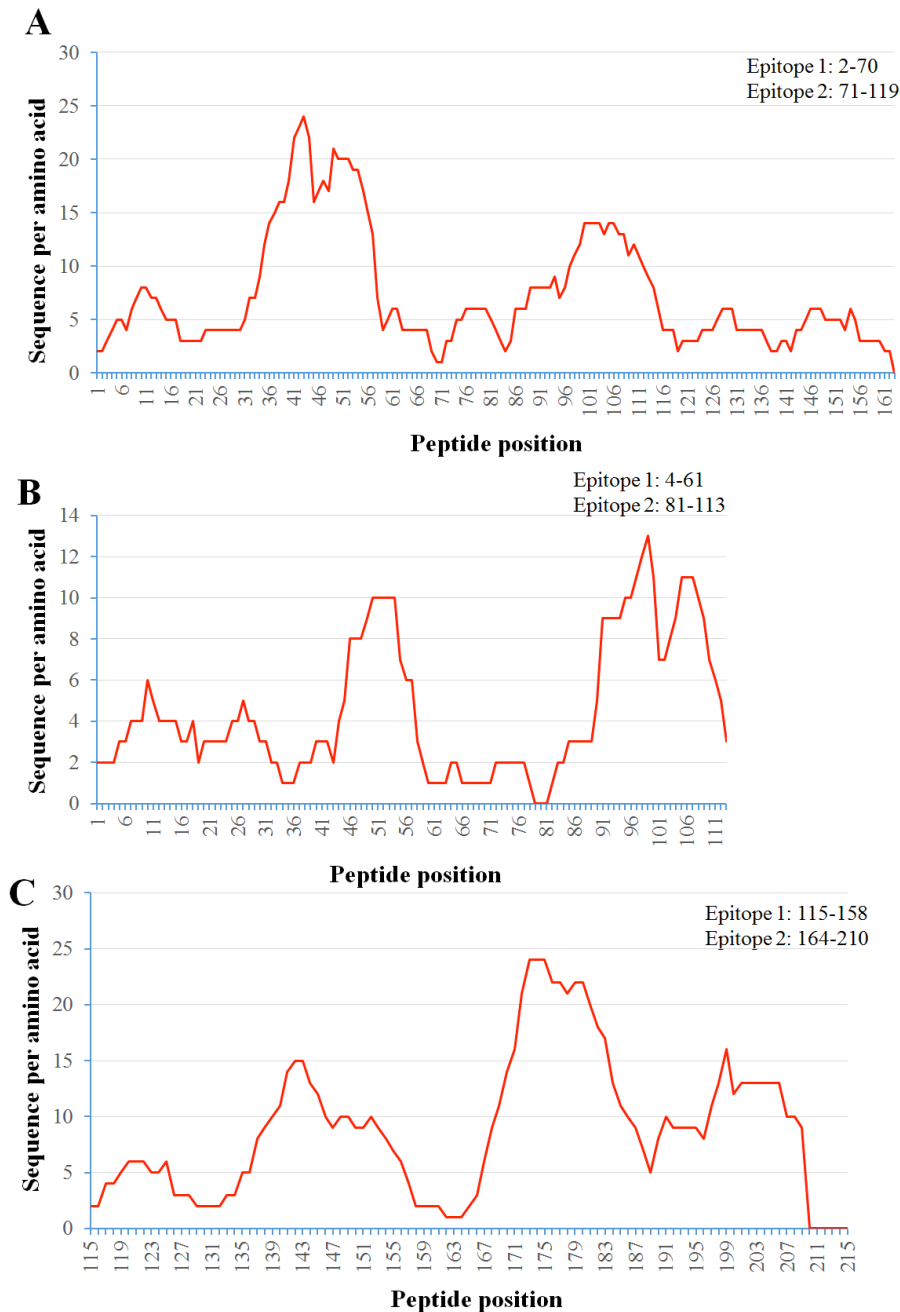 A
Epitope 1: 2-70
Epitope 2: 71-119
Sequence per amino acid
30
25
20
15
10
5
0
1 6 11 16 21 26 31 36 41 46 51 56 61 66 71 76 81 86 91 96 101 106 111 116 121 126 131 136 141 146 151 156 161
Peptide position
B
Epitope 1: 4-61
Epitope 2: 81-113
Sequence per amino acid
14
12
10
8
6
4
2
0
1 6 11 16 21 26 31 36 41 46 51 56 61 66 71 76 81 86 91 96 101 106 111
Peptide position
C
Epitope 1: 115-158
Epitope 2: 164-210
Sequence per amino acid
30
25
20
15
10
5
0
115 119 123 127 131 135 139 143 147 151 155 159 163 167 171 175 179 183 187 191 195 199 203 207 211 215
Peptide position